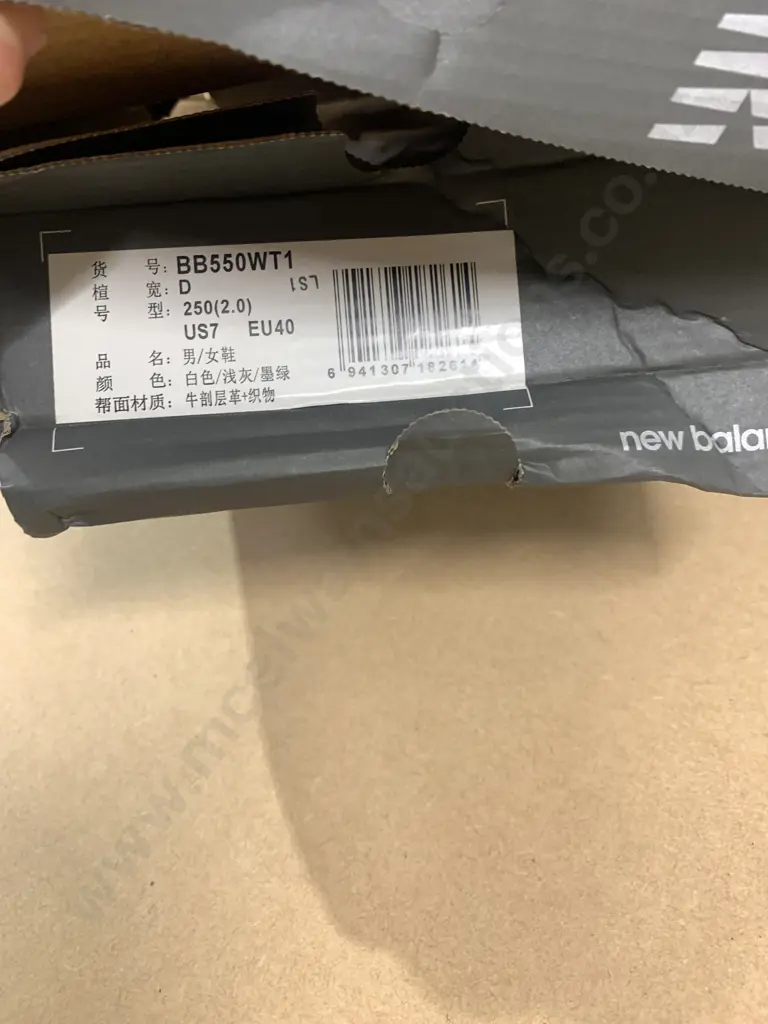 货 号: BB550WT1
楦 宽: D
LS1
号 型: 250(2.0)
US7 EU40
品 名: 男/女鞋
颜 色: 白色/浅灰/墨绿
帮面材质: 牛剖层革+织物
new balan